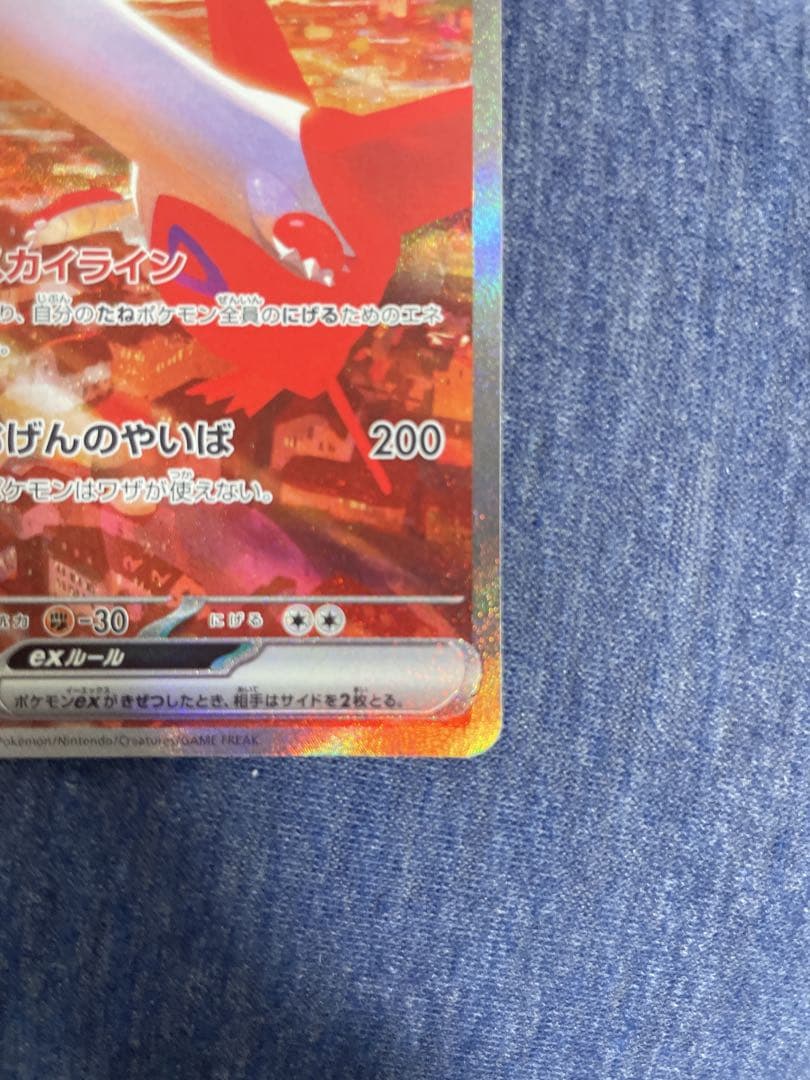 スカイライン
り、自分のたねポケモン全員のにげるためのエネ
。
げんのやいば 200
ポケモンはワザが使えない。
抗力 -30 にげる
exルール
ポケモンexがきぜつしたとき、相手はサイドを2枚とる。
Pokémon/Nintendo/Creatures/GAME FREAK